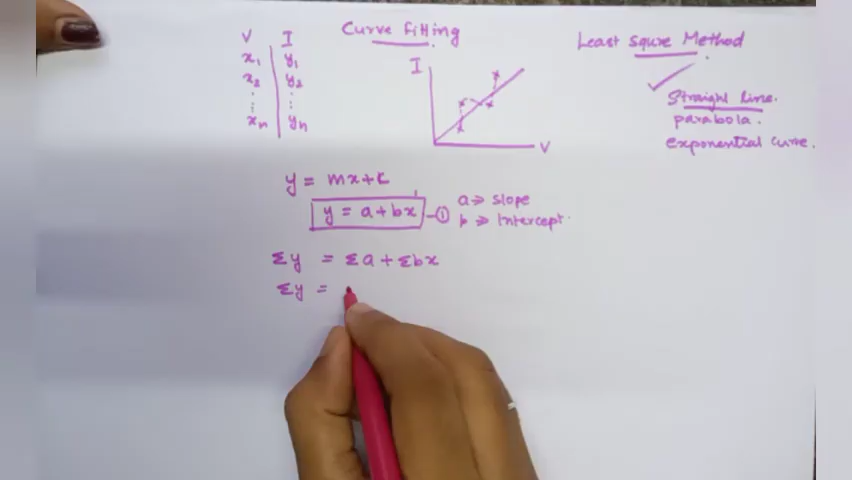 Curve fitting
Least Squre Method
V I
x1 y1
x2 y2
⋮ ⋮
xn yn
I
V
Straight line.
parabola.
exponential curve.
y = mx+c
y = a+bx —①
a ⇒ slope
b ⇒ Intercept.
Σy = Σa + Σbx
Σy =